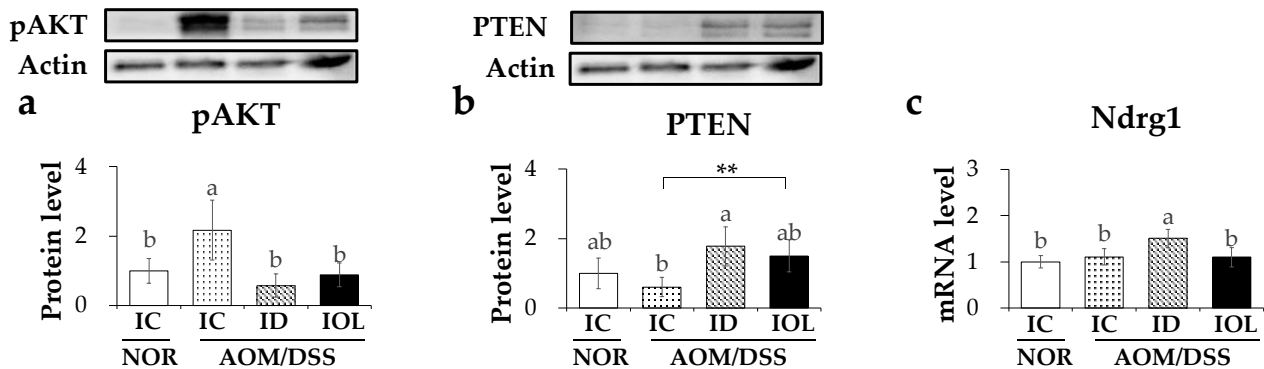 pAKT
Actin
a
pAKT
Protein level
4
2
0
b
a
b
b
IC
IC
ID
IOL
NOR
AOM/DSS
PTEN
Actin
b
PTEN
Protein level
4
2
0
**
ab
b
a
ab
IC
IC
ID
IOL
NOR
AOM/DSS
c
Ndrg1
mRNA level
3
2
1
0
b
b
a
b
IC
IC
ID
IOL
NOR
AOM/DSS